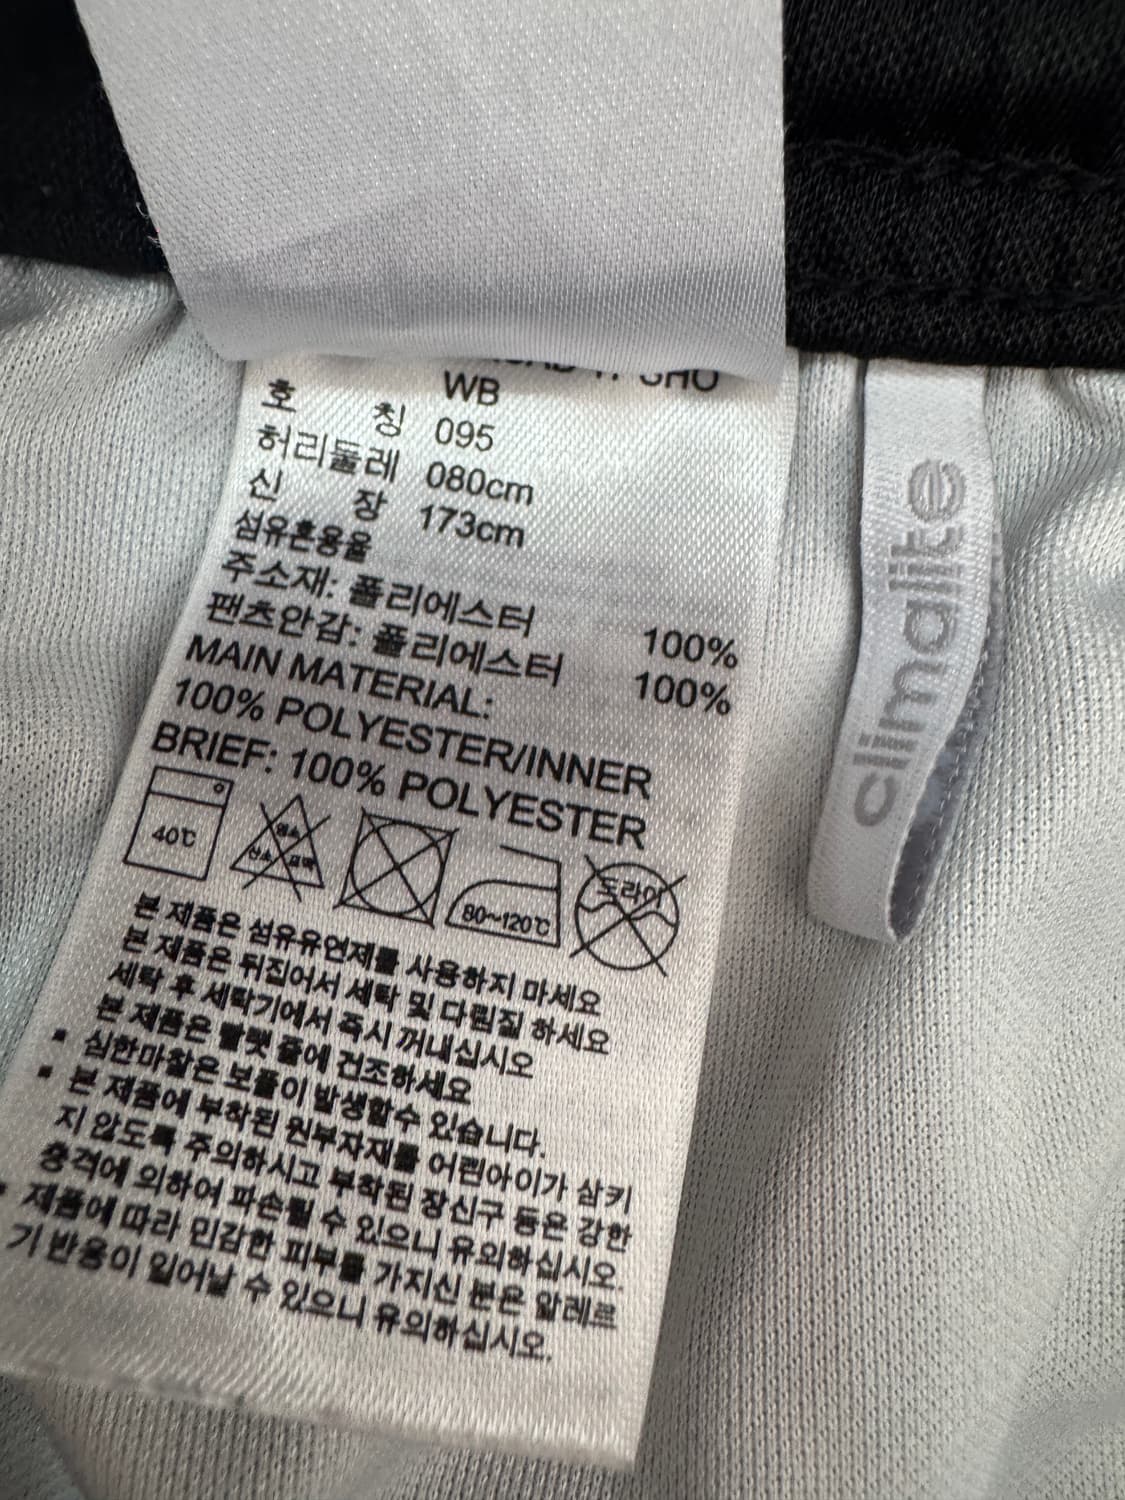 WB
호 칭 095
허리둘레 080cm
신 장 173cm
섬유혼용율
주소재: 폴리에스터 100%
팬츠안감: 폴리에스터 100%
MAIN MATERIAL:
100% POLYESTER/INNER
BRIEF: 100% POLYESTER
40℃
염소
산소 표백
80~120℃
드라이
본 제품은 섬유유연제를 사용하지 마세요
본 제품은 뒤집어서 세탁 및 다림질 하세요
세탁 후 세탁기에서 즉시 꺼내십시오
본 제품은 빨랫 줄에 건조하세요
▪ 심한마찰은 보풀이 발생할수 있습니다.
▪ 본 제품에 부착된 원부자재를 어린아이가 삼키
지 않도록 주의하시고 부착된 장신구 등은 강한
충격에 의하여 파손될 수 있으니 유의하십시오.
▪ 제품에 따라 민감한 피부를 가지신 분은 알레르
기반응이 일어날 수 있으니 유의하십시오.
climalite